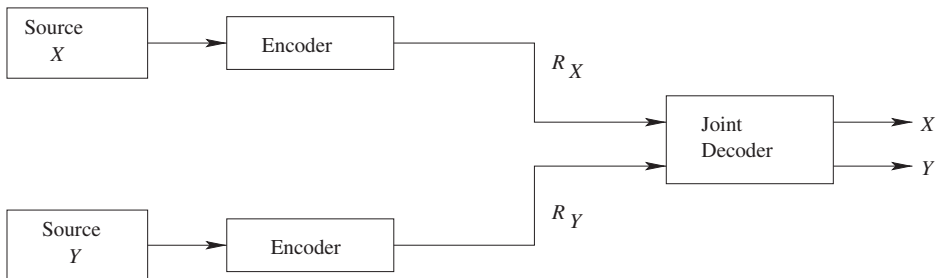 Source
X
Encoder
R X
Joint
Decoder
X
Y
R Y
Source
Y
Encoder